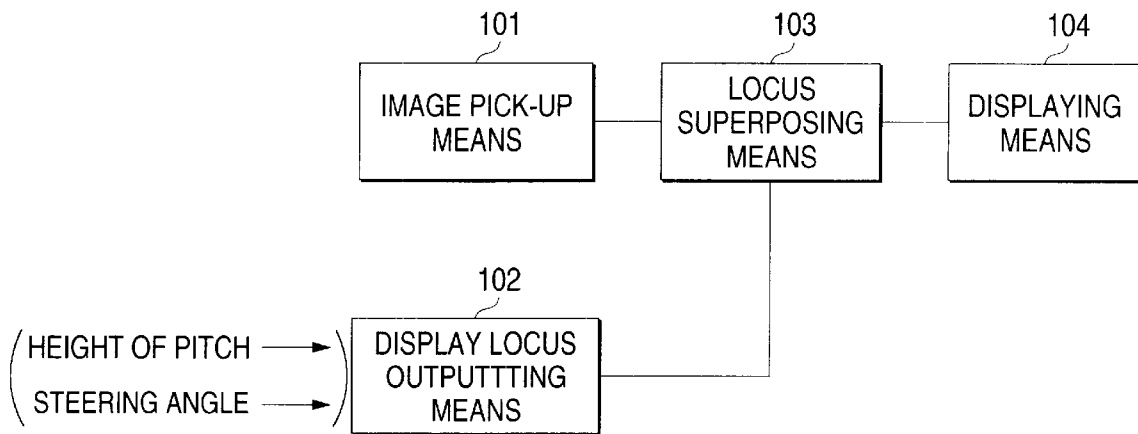 101
103
104
IMAGE PICK-UP
MEANS
LOCUS
SUPERPOSING
MEANS
DISPLAYING
MEANS
102
HEIGHT OF PITCH
STEERING ANGLE
DISPLAY LOCUS
OUTPUTTTING
MEANS